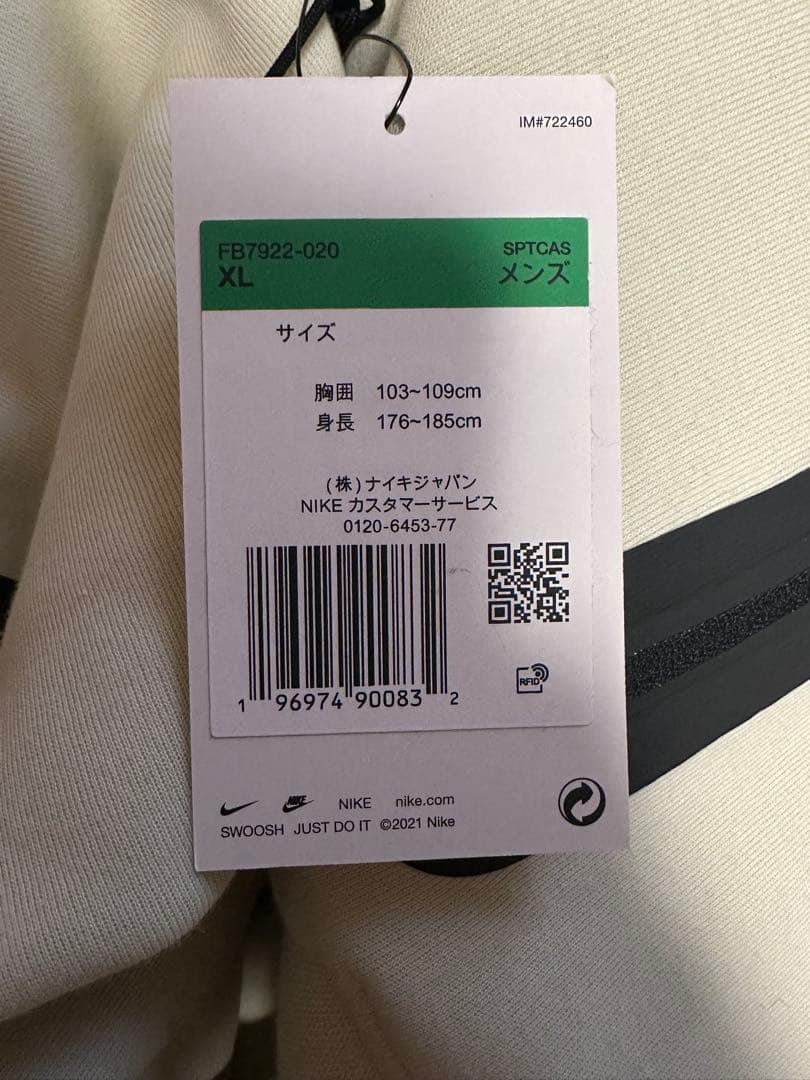 IM#722460
FB7922-020 SPTCAS
XL メンズ
サイズ
胸囲 103~109cm
身長 176~185cm
(株)ナイキジャパン
NIKE カスタマーサービス
0120-6453-77
1 96974 90083 2
RFID
NIKE NIKE nike.com
SWOOSH JUST DO IT ©2021 Nike